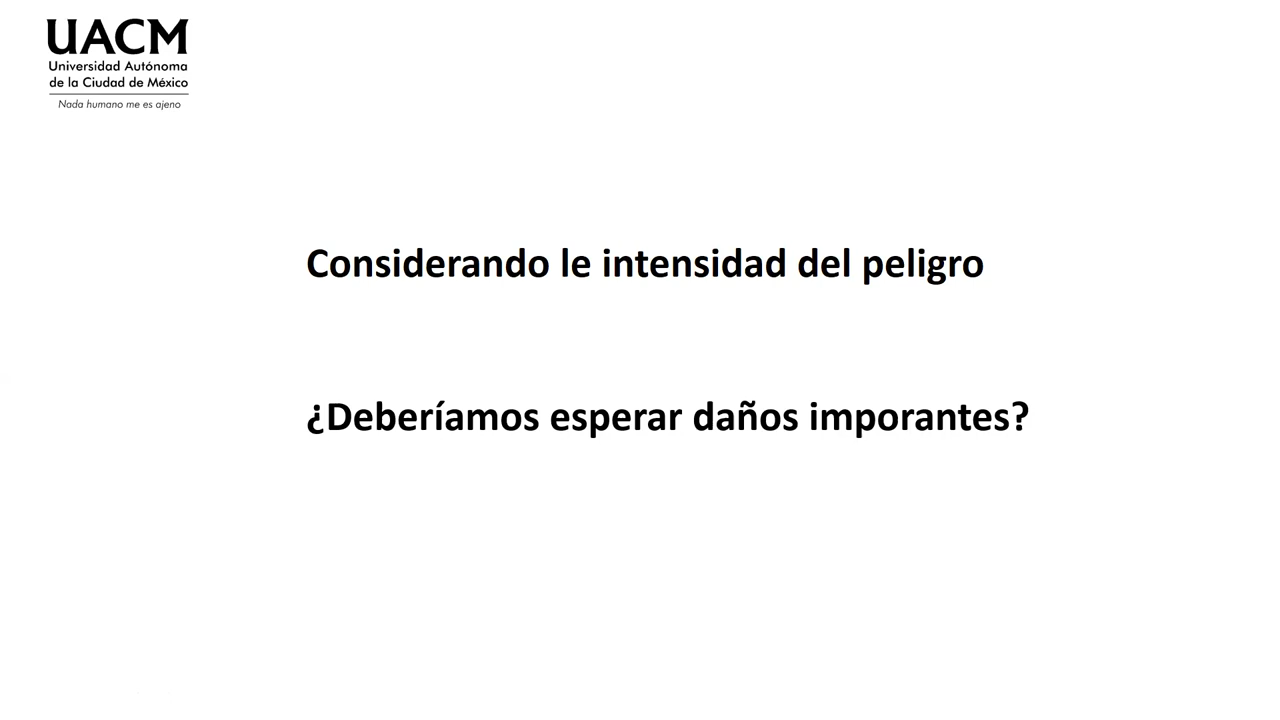 UACM
Universidad Autónoma
de la Ciudad de México
Nada humano me es ajeno
Considerando le intensidad del peligro
¿Deberíamos esperar daños imporantes?